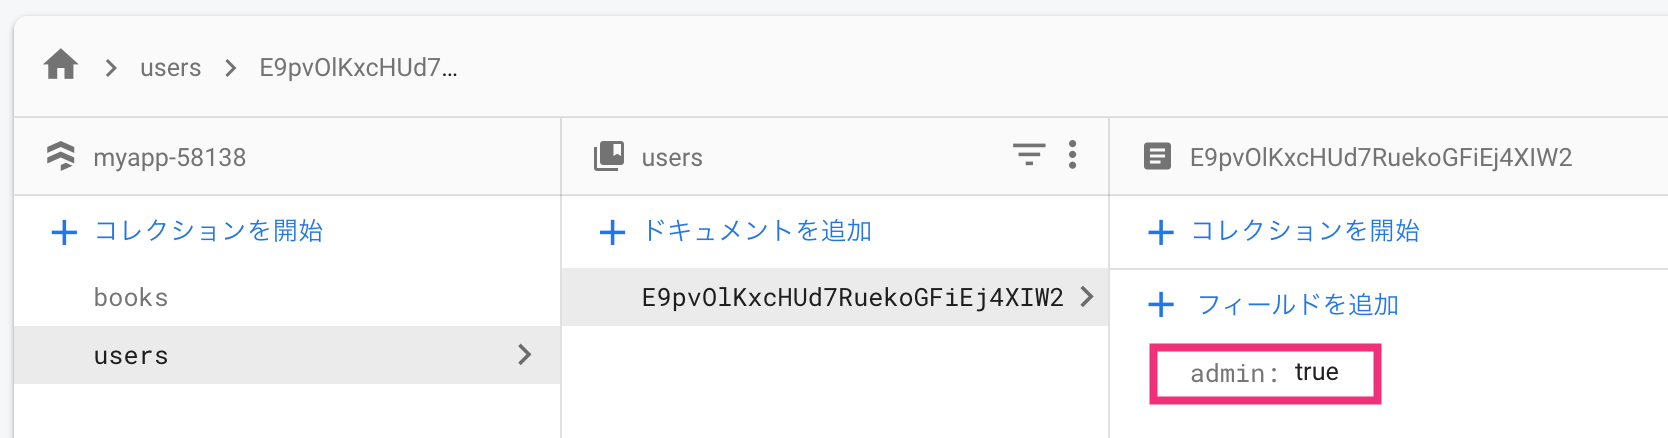 users E9pvOlKxcHUd7...
myapp-58138
コレクションを開始
books
users
users
ドキュメントを追加
E9pvOlKxcHUd7RuekoGFiEj4XIW2
E9pvOlKxcHUd7RuekoGFiEj4XIW2
コレクションを開始
フィールドを追加
admin: true